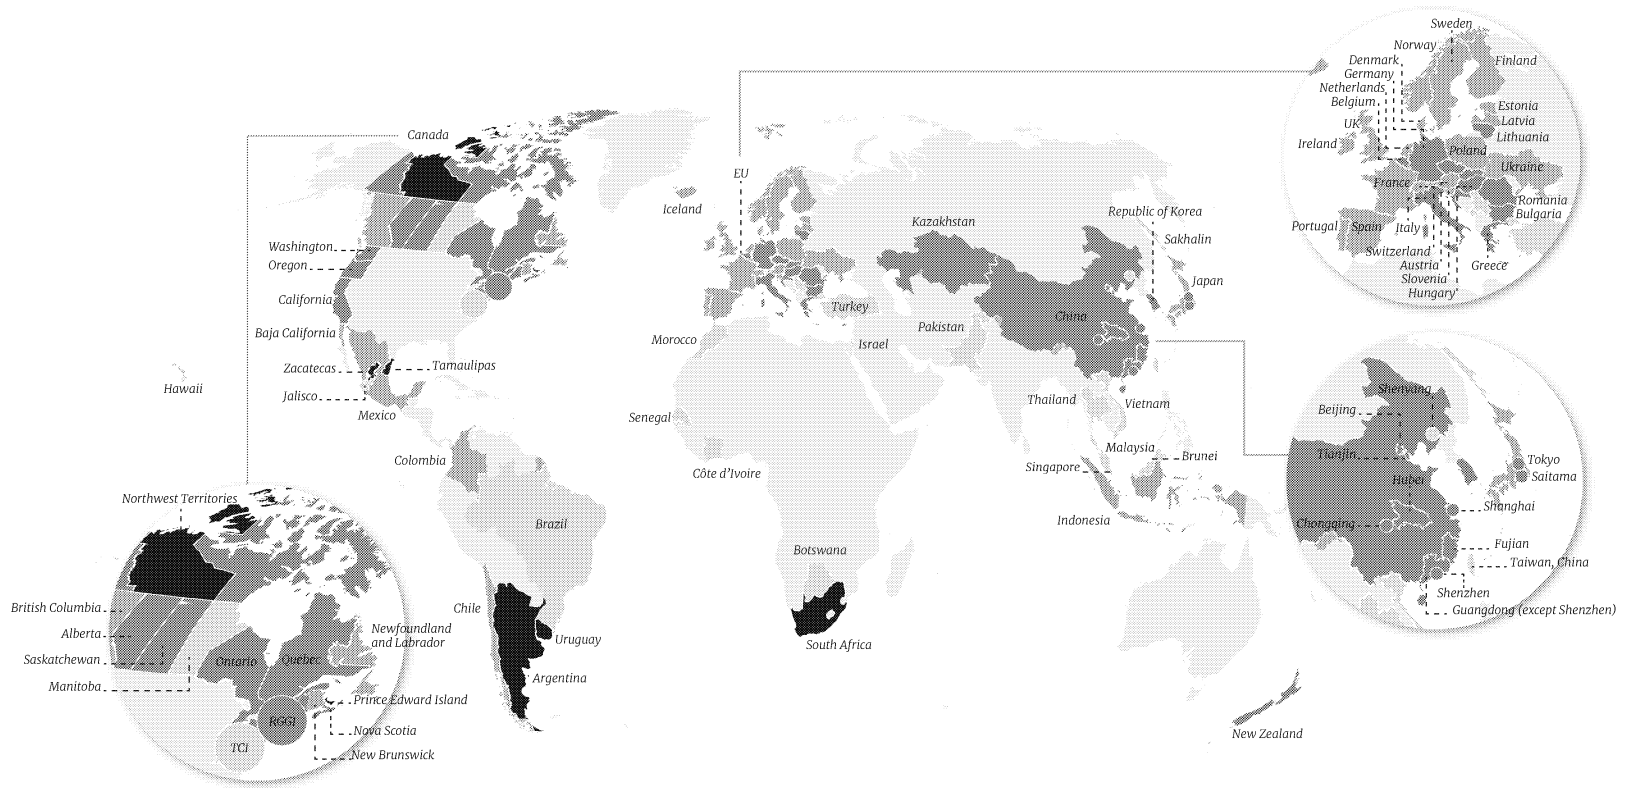 Canada
Washington
Oregon
California
Baja California
Zacatecas
Tamaulipas
Jalisco
Mexico
Hawaii
Colombia
Brazil
Chile
Uruguay
Argentina
Iceland
EU
Morocco
Senegal
Côte d'Ivoire
Botswana
South Africa
Turkey
Israel
Kazakhstan
Pakistan
China
Republic of Korea
Sakhalin
Japan
Thailand
Vietnam
Malaysia
Brunei
Singapore
Indonesia
New Zealand
Northwest Territories
British Columbia
Alberta
Saskatchewan
Manitoba
Ontario
Quebec
Newfoundland
and Labrador
Prince Edward Island
Nova Scotia
New Brunswick
RGGI
TCI
Sweden
Norway
Denmark
Germany
Netherlands
Belgium
UK
Ireland
Finland
Estonia
Latvia
Lithuania
Poland
Ukraine
France
Romania
Bulgaria
Portugal
Spain
Italy
Switzerland
Austria
Slovenia
Hungary
Greece
Shenyang
Beijing
Tianjin
Hubei
Chongqing
Tokyo
Saitama
Shanghai
Fujian
Taiwan, China
Shenzhen
Guangdong (except Shenzhen)